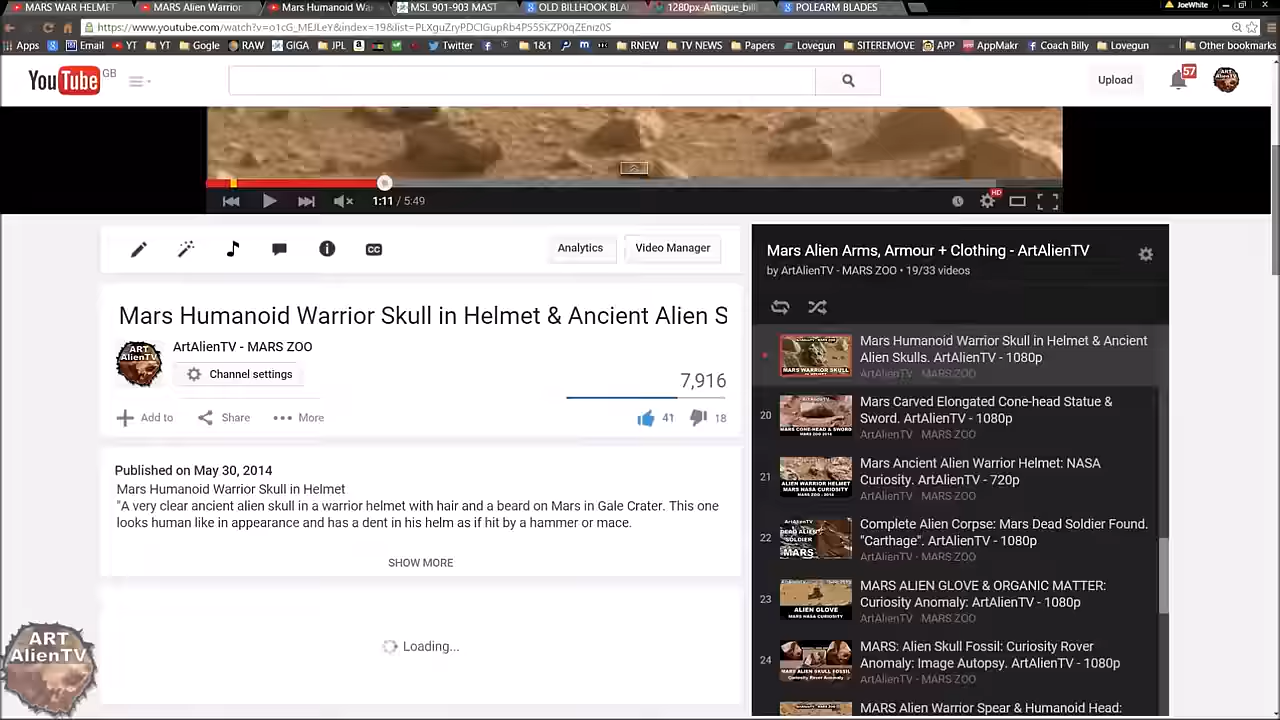 MARS WAR HELMET
MARS Alien Warrior
Mars Humanoid Wa
MSL 901-903 MAST
OLD BILLHOOK BLA
1280px-Antique_bil
POLEARM BLADES
JoeWhite
https://www.youtube.com/watch?v=o1cG_MEJLeY&index=19&list=PLXguZryPDClGupRb4P55KZP0qZEniz0S
Apps
Email
YT
YT
Gogle
RAW
GIGA
JPL
Twitter
1&1
RNEW
TV NEWS
Papers
Lovegun
SITEREMOVE
APP
AppMakr
Coach Billy
Lovegun
Other bookmarks
YouTube GB
Upload
57
1:11 / 5:49
HD
CC
Analytics
Video Manager
Mars Humanoid Warrior Skull in Helmet & Ancient Alien S
ART AlienTV
ArtAlienTV - MARS ZOO
Channel settings
7,916
Add to
Share
More
41
18
Published on May 30, 2014
Mars Humanoid Warrior Skull in Helmet
"A very clear ancient alien skull in a warrior helmet with hair and a beard on Mars in Gale Crater. This one
looks human like in appearance and has a dent in his helm as if hit by a hammer or mace.
SHOW MORE
Loading...
ART
AlienTV
Mars Alien Arms, Armour + Clothing - ArtAlienTV
by ArtAlienTV - MARS ZOO • 19/33 videos
MARS WARRIOR SKULL
Mars Humanoid Warrior Skull in Helmet & Ancient
Alien Skulls. ArtAlienTV - 1080p
ArtAlienTV - MARS ZOO
20
MARS CONE-HEAD & SWORD
Mars Carved Elongated Cone-head Statue &
Sword. ArtAlienTV - 1080p
ArtAlienTV - MARS ZOO
21
ALIEN WARRIOR HELMET
MARS NASA CURIOSITY
Mars Ancient Alien Warrior Helmet: NASA
Curiosity. ArtAlienTV - 720p
ArtAlienTV - MARS ZOO
22
DEAD ALIEN
SOLDIER
MARS
Complete Alien Corpse: Mars Dead Soldier Found.
"Carthage". ArtAlienTV - 1080p
ArtAlienTV - MARS ZOO
23
ALIEN GLOVE
MARS NASA CURIOSITY
MARS ALIEN GLOVE & ORGANIC MATTER:
Curiosity Anomaly: ArtAlienTV - 1080p
ArtAlienTV - MARS ZOO
24
MARS ALIEN SKULL FOSSIL
Curiosity Rover Anomaly
MARS: Alien Skull Fossil: Curiosity Rover
Anomaly: Image Autopsy. ArtAlienTV - 1080p
ArtAlienTV - MARS ZOO
MARS Alien Warrior Spear & Humanoid Head: